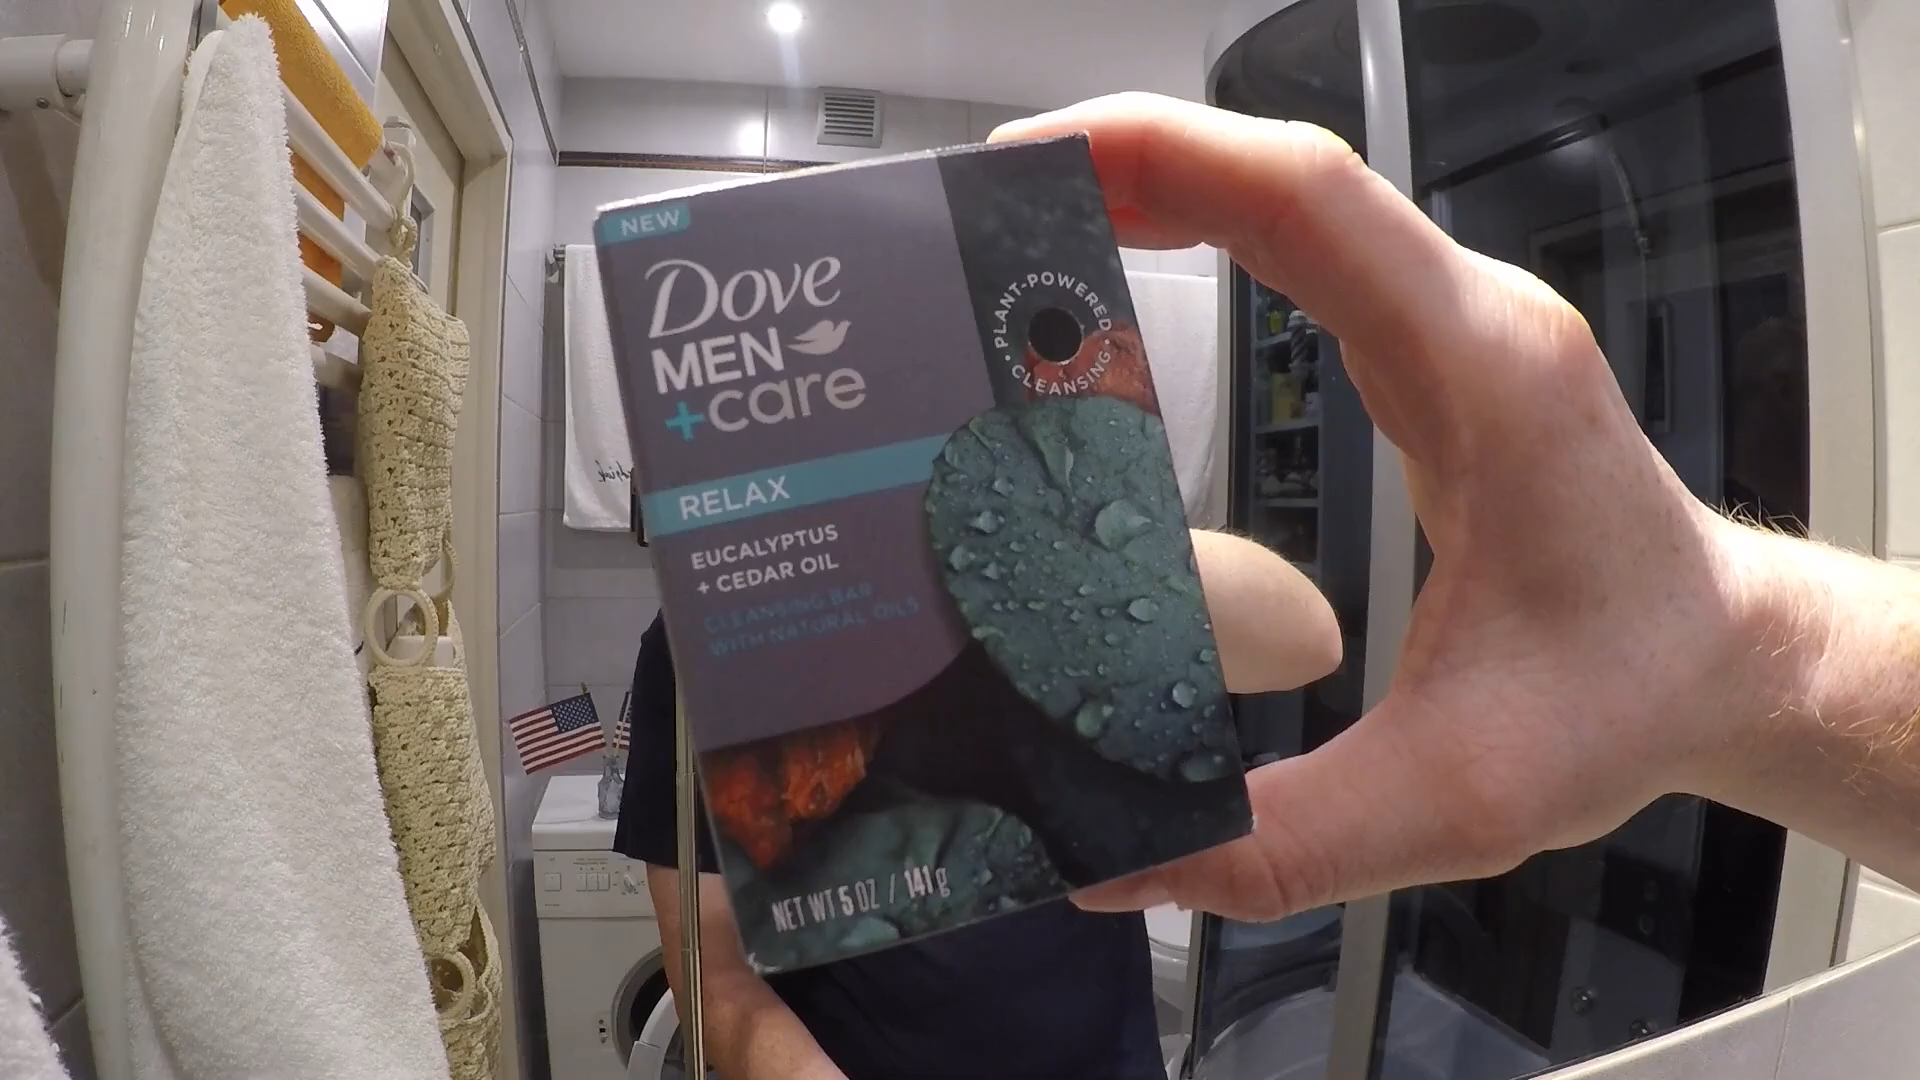 NEW
Dove
MEN
+care
RELAX
EUCALYPTUS
+ CEDAR OIL
CLEANSING BAR
WITH NATURAL OILS
• PLANT-POWERED •
CLEANSING
NET WT 5 OZ / 141 g